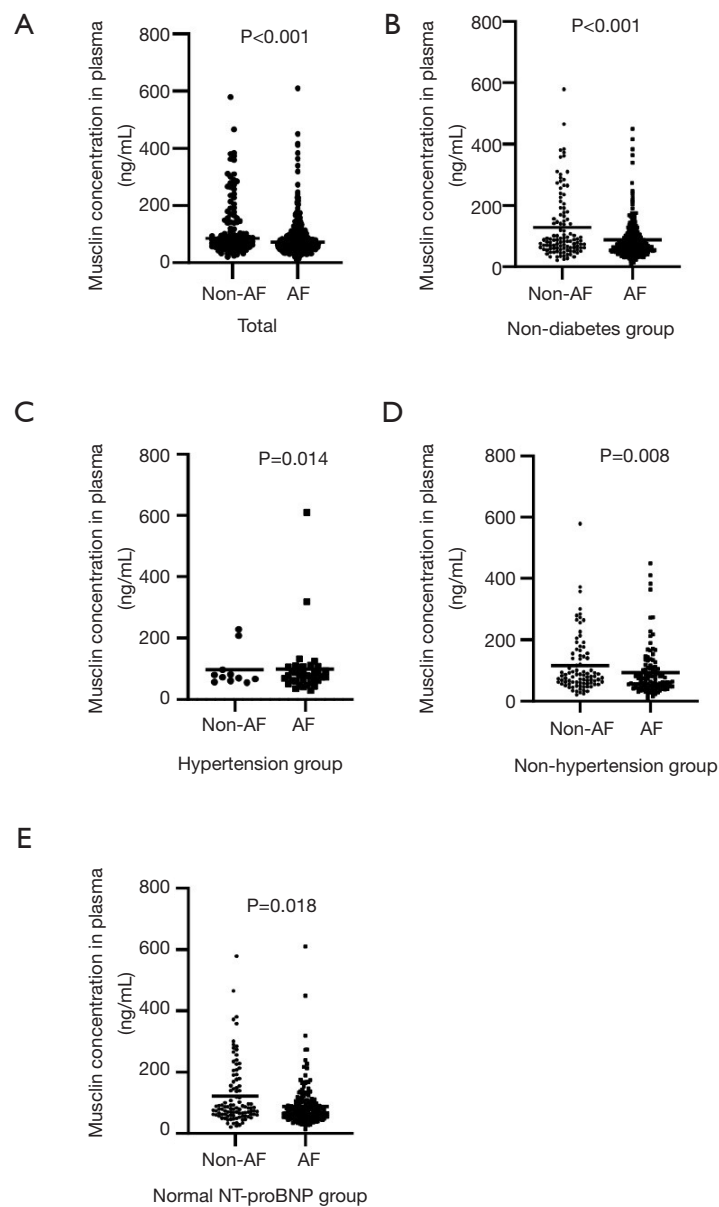 A
Musclin concentration in plasma
(ng/mL)
800
600
400
200
0
P<0.001
Non-AF AF
Total
B
Musclin concentration in plasma
(ng/mL)
800
600
400
200
0
P<0.001
Non-AF AF
Non-diabetes group
C
Musclin concentration in plasma
(ng/mL)
800
600
400
200
0
P=0.014
Non-AF AF
Hypertension group
D
Musclin concentration in plasma
(ng/mL)
800
600
400
200
0
P=0.008
Non-AF AF
Non-hypertension group
E
Musclin concentration in plasma
(ng/mL)
800
600
400
200
0
P=0.018
Non-AF AF
Normal NT-proBNP group